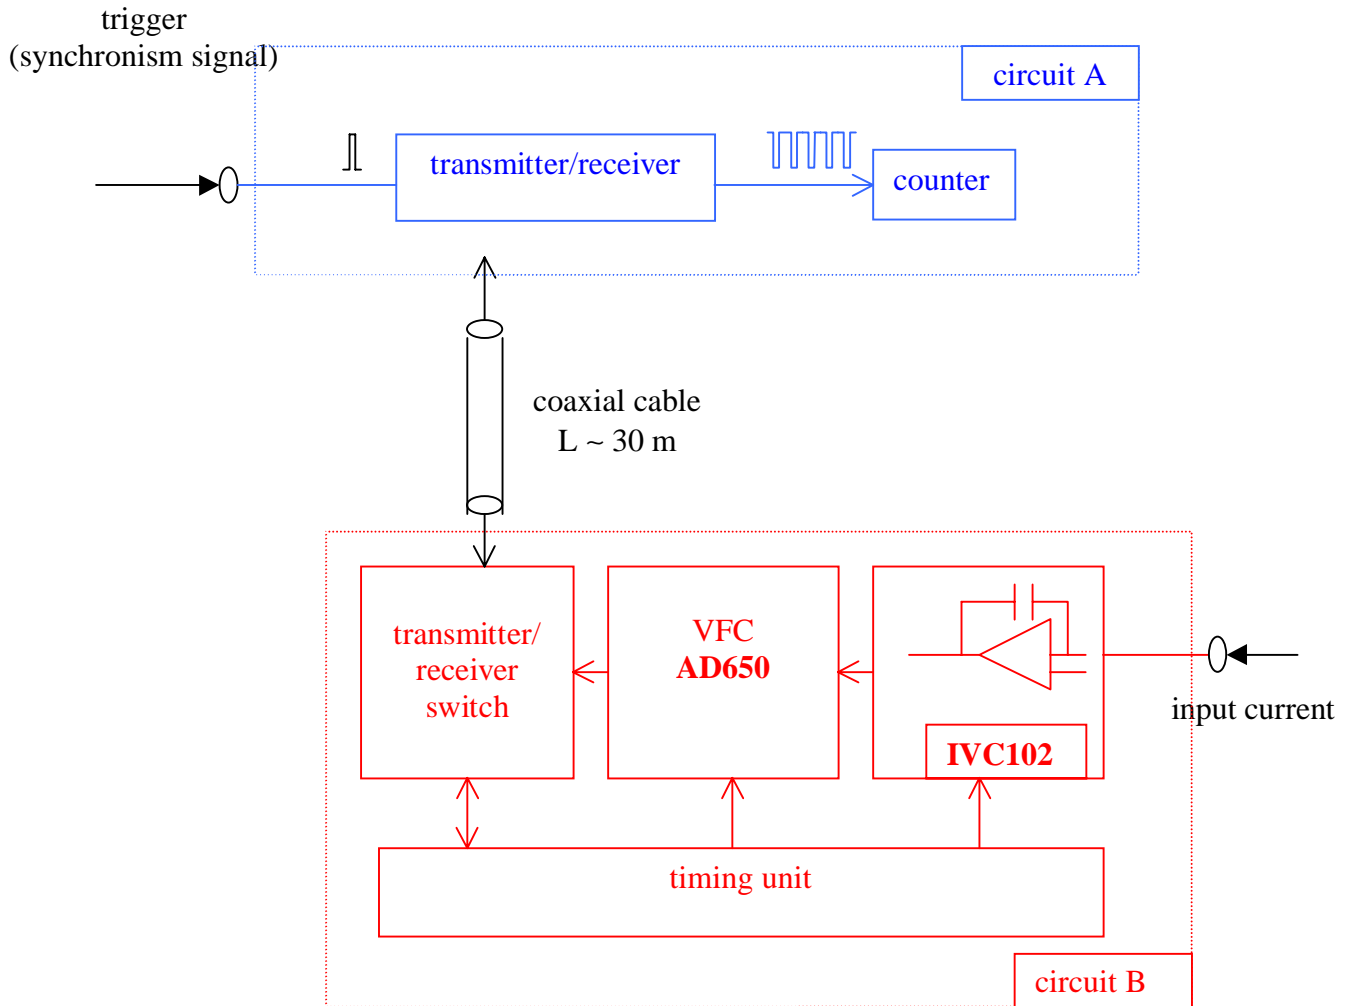 trigger
(synchronism signal)
circuit A
transmitter/receiver
counter
coaxial cable
L ~ 30 m
transmitter/
receiver
switch
VFC
AD650
IVC102
input current
timing unit
circuit B